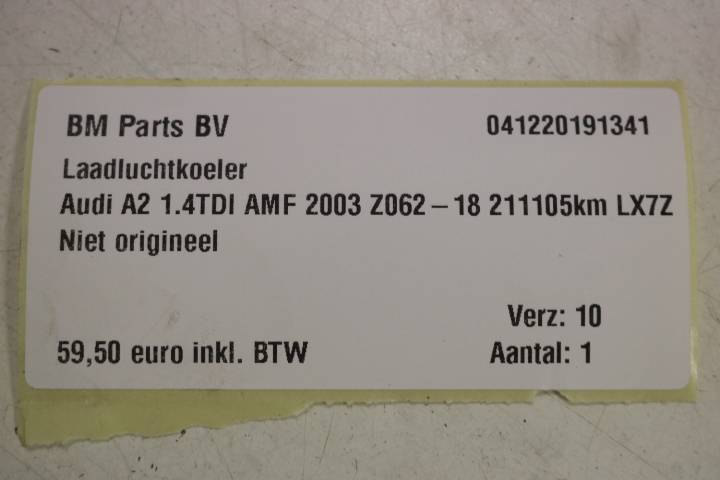 BM Parts BV 041220191341
Laadluchtkoeler
Audi A2 1.4TDI AMF 2003 Z062-18 211105km LX7Z
Niet origineel
Verz: 10
59,50 euro inkl. BTW Aantal: 1